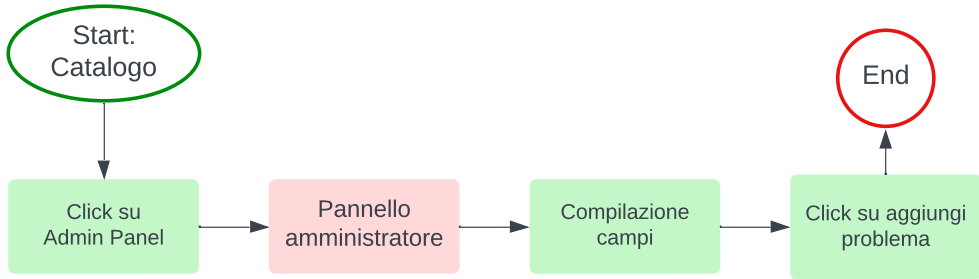 Start:
Catalogo
Click su
Admin Panel
Pannello
amministratore
Compilazione
campi
Click su aggiungi
problema
End